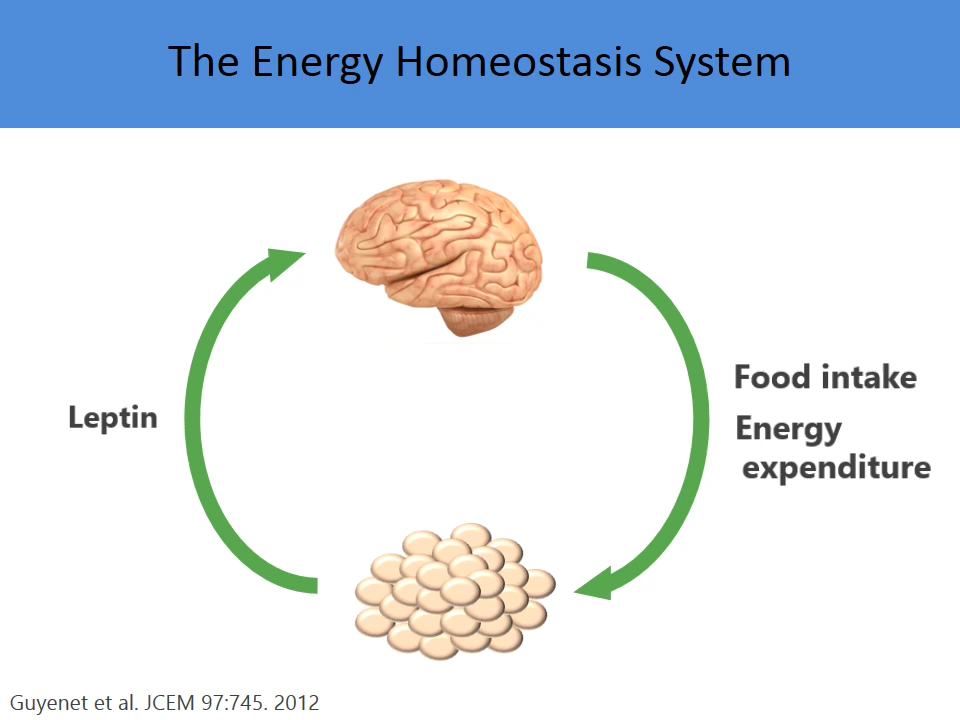 The Energy Homeostasis System
Leptin
Food intake
Energy
expenditure
Guyenet et al. JCEM 97:745. 2012